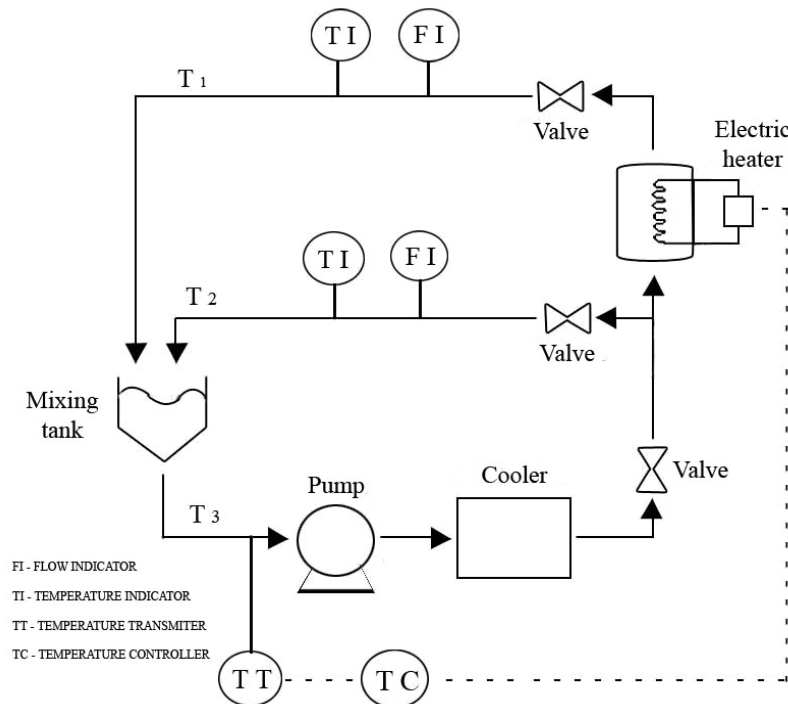 T I
F I
T 1
Valve
Electric
heater
T I
F I
T 2
Valve
Mixing
tank
Valve
Pump
Cooler
T 3
FI - FLOW INDICATOR
TI - TEMPERATURE INDICATOR
TT - TEMPERATURE TRANSMITER
TC - TEMPERATURE CONTROLLER
T T
T C